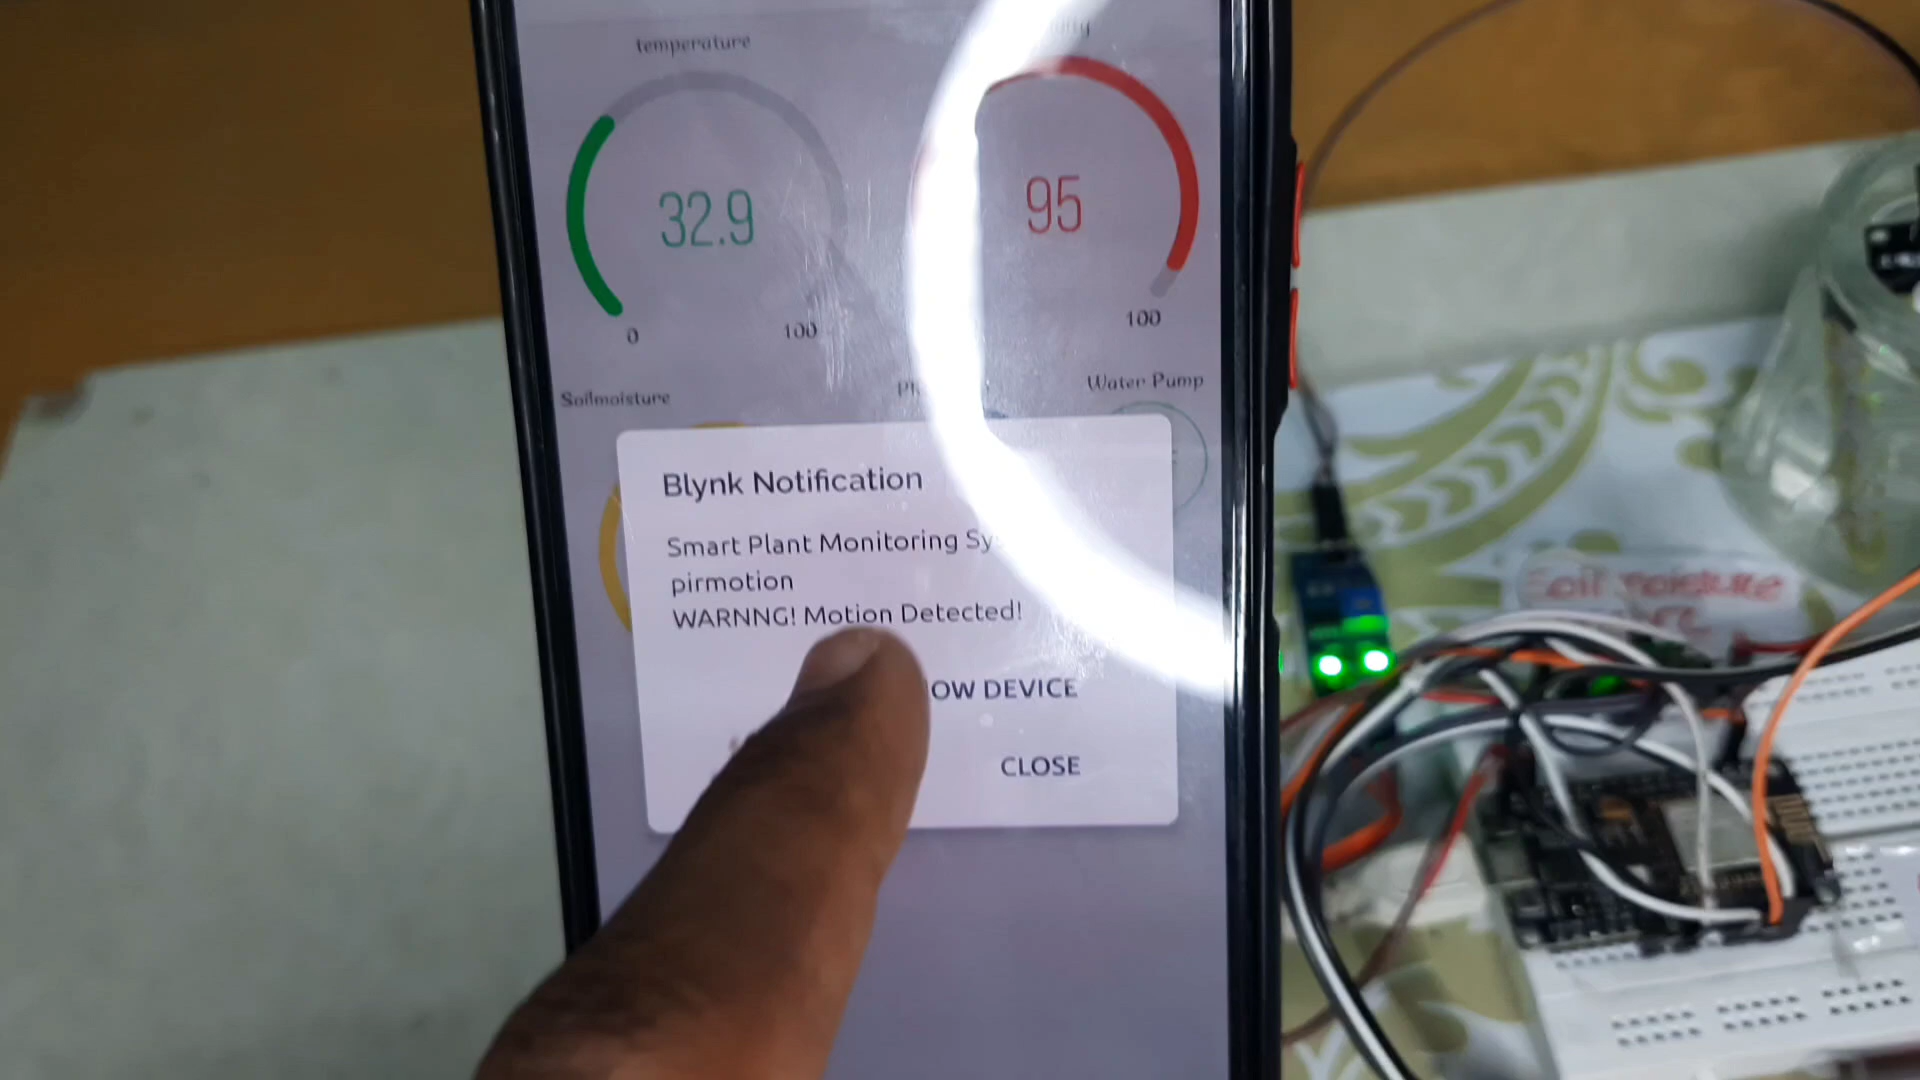 temperature
32.9
95
0
100
100
Soilmoisture
Water Pump
Blynk Notification
Smart Plant Monitoring
pirmotion
WARNNG! Motion Detected!
OW DEVICE
CLOSE
Soil